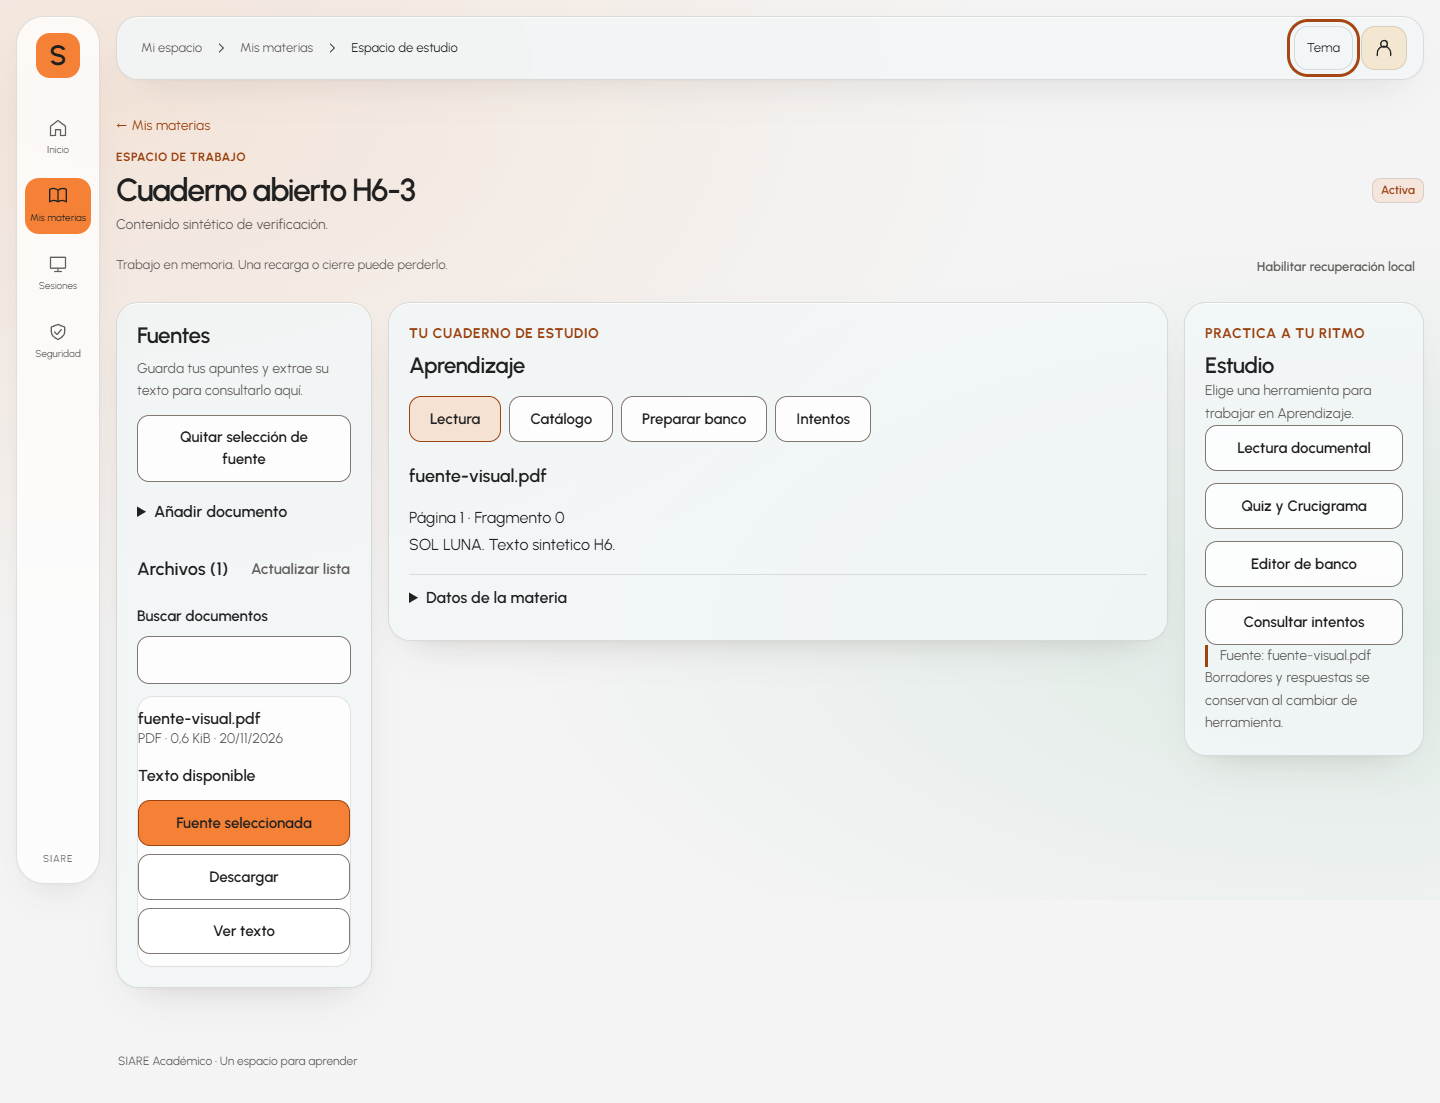 S
Inicio
Mis materias
Sesiones
Seguridad
SIARE
Mi espacio
Mis materias
Espacio de estudio
Tema
← Mis materias
ESPACIO DE TRABAJO
Cuaderno abierto H6-3
Activa
Contenido sintético de verificación.
Trabajo en memoria. Una recarga o cierre puede perderlo.
Habilitar recuperación local
Fuentes
Guarda tus apuntes y extrae su
texto para consultarlo aquí.
Quitar selección de
fuente
Añadir documento
Archivos (1)
Actualizar lista
Buscar documentos
fuente-visual.pdf
PDF · 0,6 KiB · 20/11/2026
Texto disponible
Fuente seleccionada
Descargar
Ver texto
TU CUADERNO DE ESTUDIO
Aprendizaje
Lectura
Catálogo
Preparar banco
Intentos
fuente-visual.pdf
Página 1 · Fragmento 0
SOL LUNA. Texto sintetico H6.
Datos de la materia
PRACTICA A TU RITMO
Estudio
Elige una herramienta para
trabajar en Aprendizaje.
Lectura documental
Quiz y Crucigrama
Editor de banco
Consultar intentos
Fuente: fuente-visual.pdf
Borradores y respuestas se
conservan al cambiar de
herramienta.
SIARE Académico · Un espacio para aprender